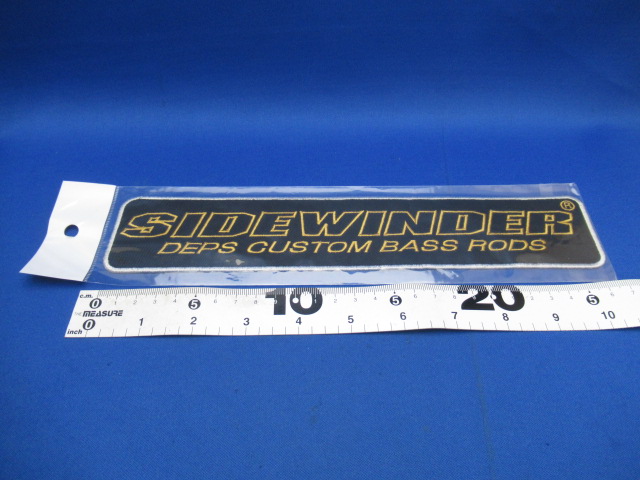 SIDEWINDER®
DEPS CUSTOM BASS RODS
c.m. 0 5 10 5 20 5
THE MEASURE
inch 0 1 2 3 4 5 6 7 8 9 10